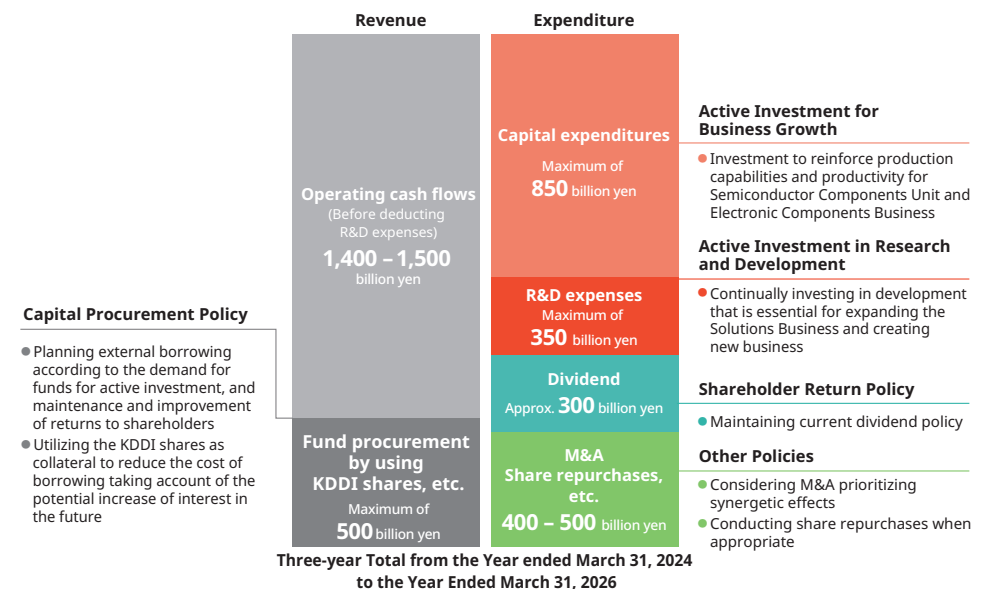 Revenue
Expenditure
Operating cash flows
(Before deducting
R&D expenses)
1,400 – 1,500
billion yen
Capital Procurement Policy
● Planning external borrowing
according to the demand for
funds for active investment, and
maintenance and improvement
of returns to shareholders
● Utilizing the KDDI shares as
collateral to reduce the cost of
borrowing taking account of the
potential increase of interest in
the future
Fund procurement
by using
KDDI shares, etc.
Maximum of
500 billion yen
Capital expenditures
Maximum of
850 billion yen
R&D expenses
Maximum of
350 billion yen
Dividend
Approx. 300 billion yen
M&A
Share repurchases,
etc.
400 – 500 billion yen
Active Investment for
Business Growth
● Investment to reinforce production
capabilities and productivity for
Semiconductor Components Unit and
Electronic Components Business
Active Investment in Research
and Development
● Continually investing in development
that is essential for expanding the
Solutions Business and creating
new business
Shareholder Return Policy
● Maintaining current dividend policy
Other Policies
● Considering M&A prioritizing
synergetic effects
● Conducting share repurchases when
appropriate
Three-year Total from the Year ended March 31, 2024
to the Year Ended March 31, 2026